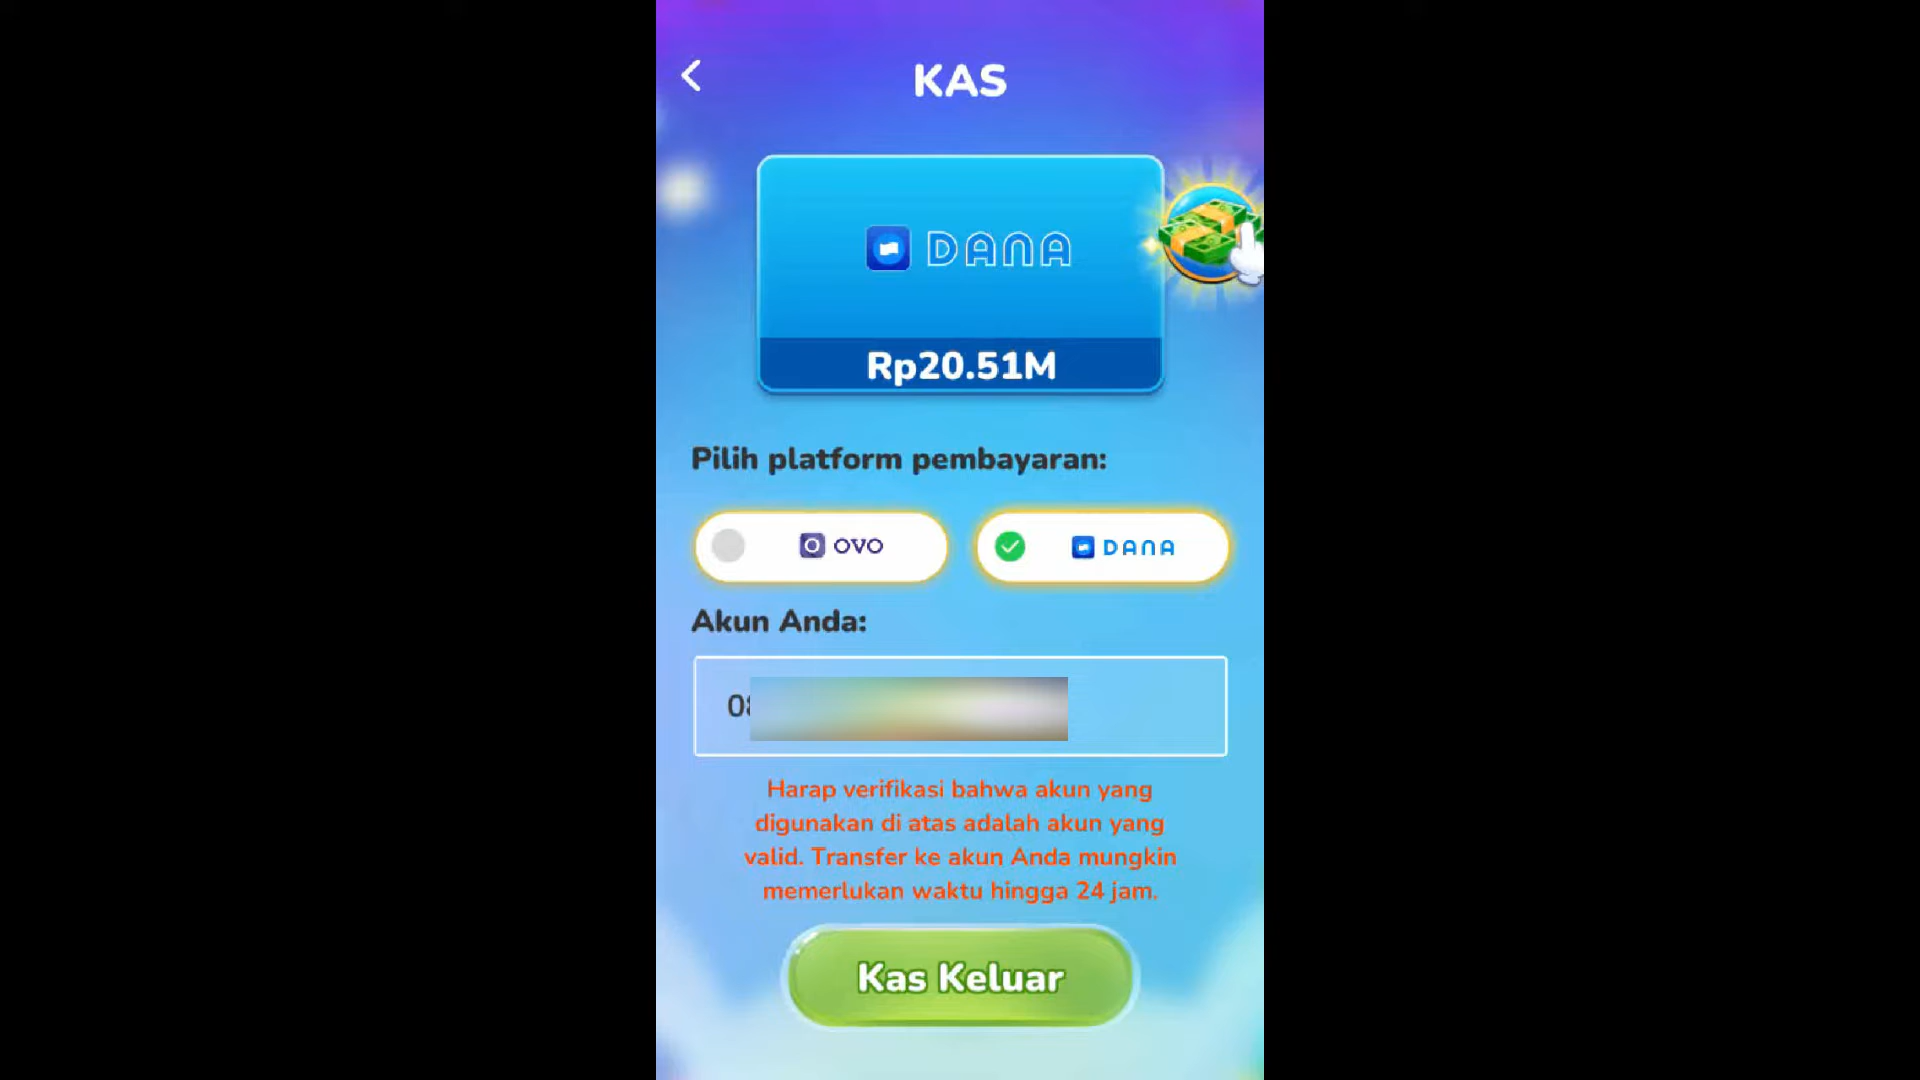 KAS
DANA
Rp20.51M
Pilih platform pembayaran:
OVO
DANA
Akun Anda:
08
Harap verifikasi bahwa akun yang
digunakan di atas adalah akun yang
valid. Transfer ke akun Anda mungkin
memerlukan waktu hingga 24 jam.
Kas Keluar